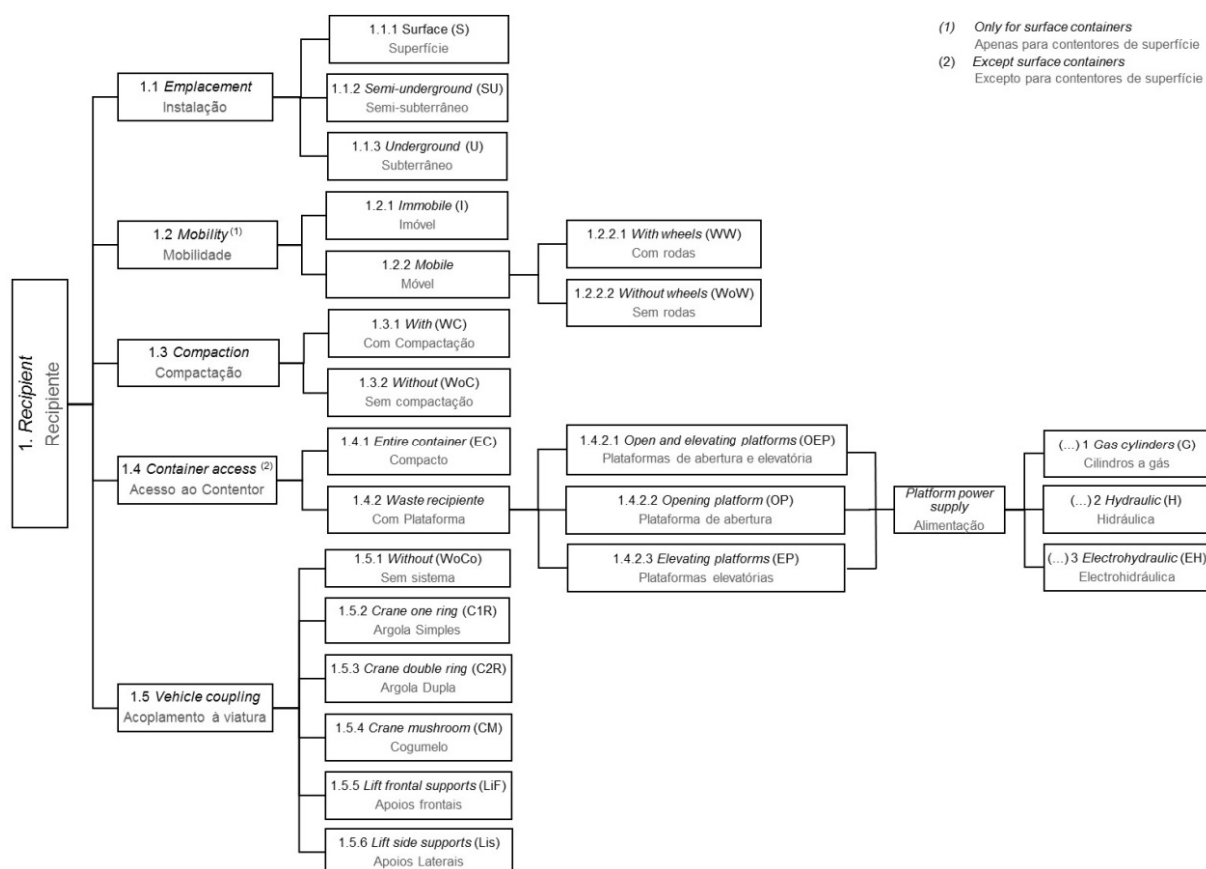 1. Recipient
Recipiente
1.1 Emplacement
Instalação
1.1.1 Surface (S)
Superfície
1.1.2 Semi-underground (SU)
Semi-subterrâneo
1.1.3 Underground (U)
Subterrâneo
1.2 Mobility (1)
Mobilidade
1.2.1 Immobile (I)
Imóvel
1.2.2 Mobile
Móvel
1.2.2.1 With wheels (WW)
Com rodas
1.2.2.2 Without wheels (WoW)
Sem rodas
1.3 Compaction
Compactação
1.3.1 With (WC)
Com Compactação
1.3.2 Without (WoC)
Sem compactação
1.4 Container access (2)
Acesso ao Contentor
1.4.1 Entire container (EC)
Compacto
1.4.2 Waste recipiente
Com Plataforma
1.4.2.1 Open and elevating platforms (OEP)
Plataformas de abertura e elevatória
1.4.2.2 Opening platform (OP)
Plataforma de abertura
1.4.2.3 Elevating platforms (EP)
Plataformas elevatórias
Platform power
supply
Alimentação
(...) 1 Gas cylinders (G)
Cilindros a gás
(...) 2 Hydraulic (H)
Hidráulica
(...) 3 Electrohydraulic (EH)
Electrohidráulica
1.5 Vehicle coupling
Acoplamento à viatura
1.5.1 Without (WoCo)
Sem sistema
1.5.2 Crane one ring (C1R)
Argola Simples
1.5.3 Crane double ring (C2R)
Argola Dupla
1.5.4 Crane mushroom (CM)
Cogumelo
1.5.5 Lift frontal supports (LiF)
Apoios frontais
1.5.6 Lift side supports (Lis)
Apoios Laterais
(1) Only for surface containers
Apenas para contentores de superfície
(2) Except surface containers
Excepto para contentores de superfície